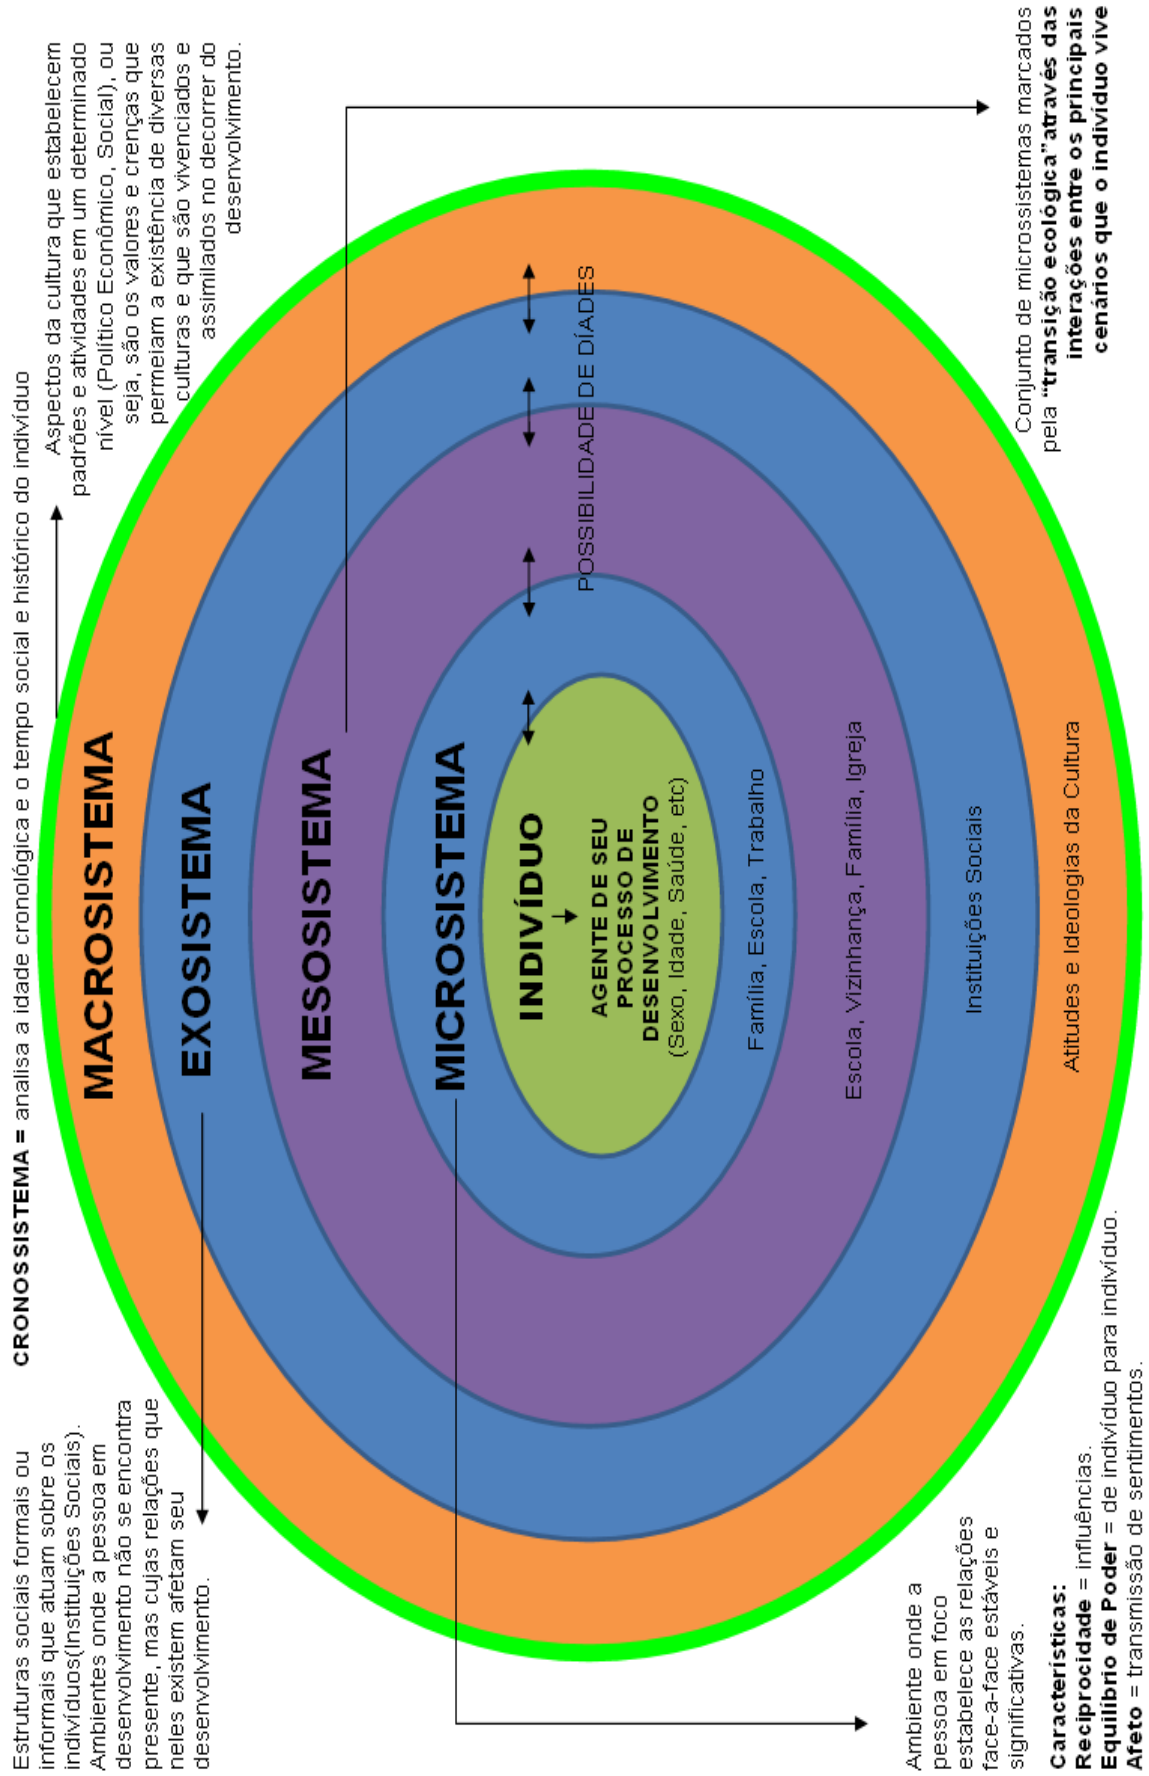 CRONOSSISTEMA = analisa a idade cronológica e o tempo social e histórico do indivíduo
Estruturas sociais formais ou
informais que atuam sobre os
indivíduos(Instituições Sociais).
Ambientes onde a pessoa em
desenvolvimento não se encontra
presente, mas cujas relações que
neles existem afetam seu
desenvolvimento.
Aspectos da cultura que estabelecem
padrões e atividades em um determinado
nível (Político Econômico, Social), ou
seja, são os valores e crenças que
permeiam a existência de diversas
culturas e que são vivenciados e
assimilados no decorrer do
desenvolvimento.
MACROSISTEMA
EXOSISTEMA
MESOSISTEMA
MICROSISTEMA
INDIVÍDUO
AGENTE DE SEU
PROCESSO DE
DESENVOLVIMENTO
(Sexo, Idade, Saúde, etc)
POSSIBILIDADE DE DÍADES
Família, Escola, Trabalho
Escola, Vizinhança, Família, Igreja
Instituições Sociais
Atitudes e Ideologias da Cultura
Ambiente onde a
pessoa em foco
estabelece as relações
face-a-face estáveis e
significativas.
Características:
Reciprocidade = influências.
Equilíbrio de Poder = de indivíduo para indivíduo.
Afeto = transmissão de sentimentos.
Conjunto de microssistemas marcados
pela “transição ecológica”através das
interações entre os principais
cenários que o indivíduo vive